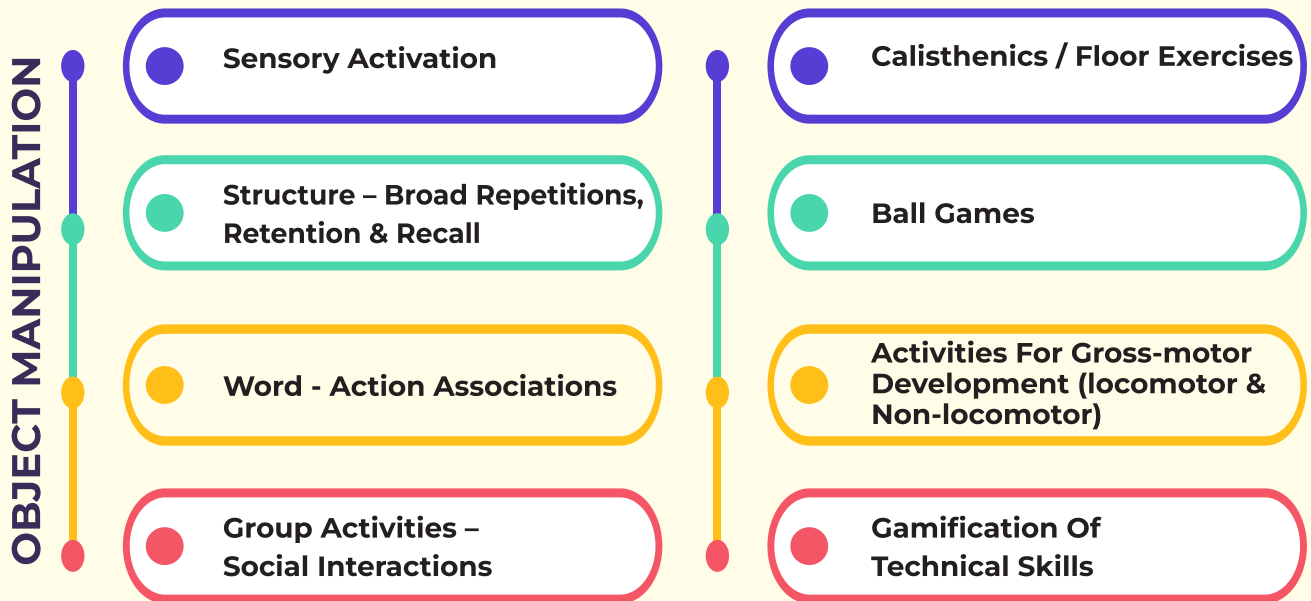 OBJECT MANIPULATION
Sensory Activation
Structure – Broad Repetitions,
Retention & Recall
Word - Action Associations
Group Activities –
Social Interactions
Calisthenics / Floor Exercises
Ball Games
Activities For Gross-motor
Development (locomotor &
Non-locomotor)
Gamification Of
Technical Skills